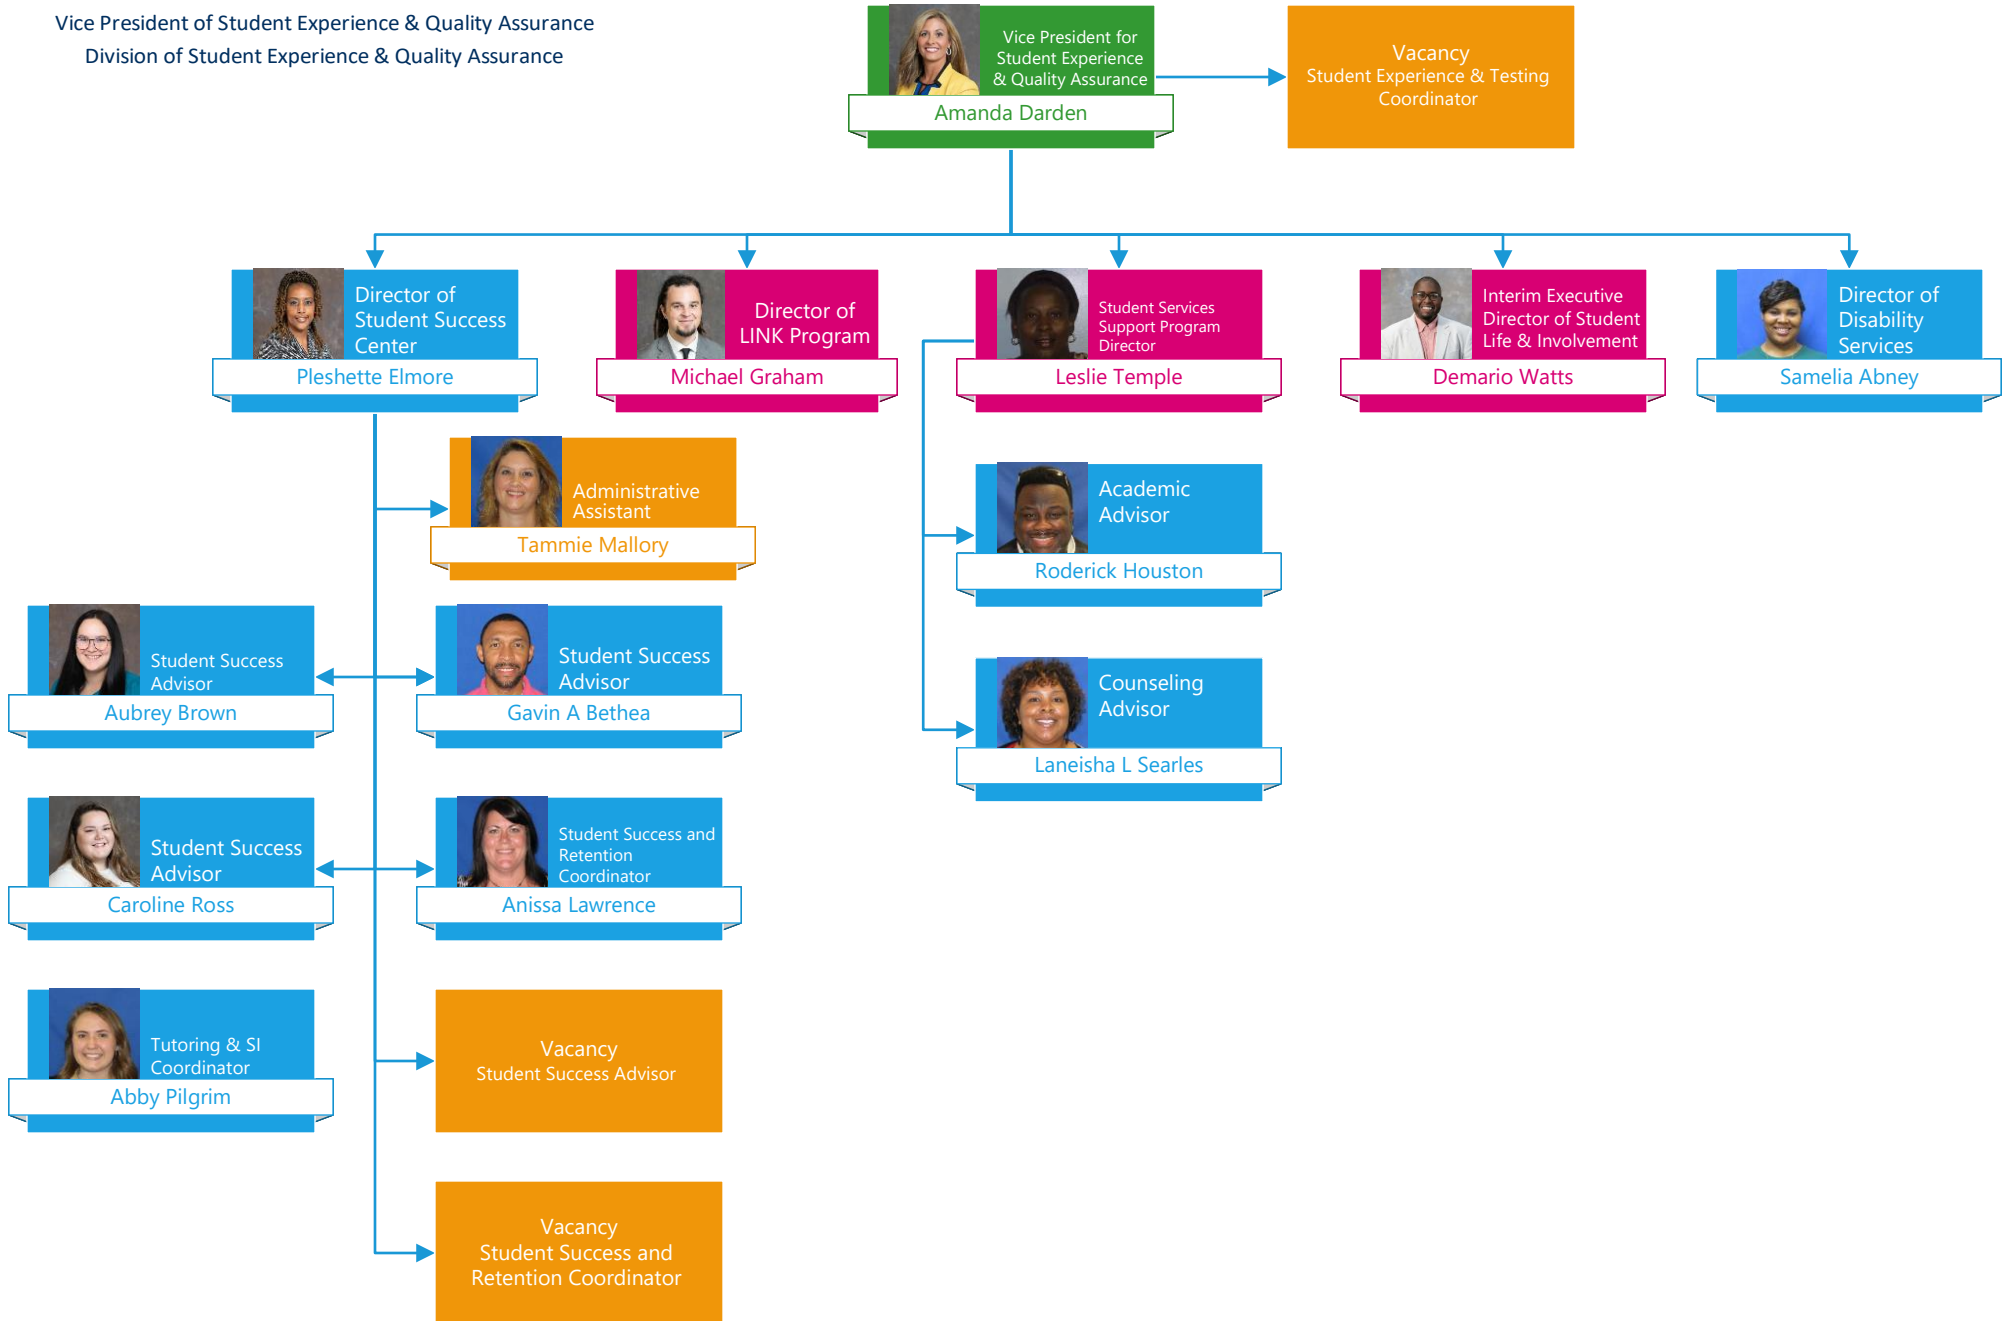 Vice President of Student Experience & Quality Assurance
Division of Student Experience & Quality Assurance
Vice President for
Student Experience
& Quality Assurance
Amanda Darden
Vacancy
Student Experience & Testing
Coordinator
Director of
Student Success
Center
Pleshette Elmore
Director of
LINK Program
Michael Graham
Student Services
Support Program
Director
Leslie Temple
Interim Executive
Director of Student
Life & Involvement
Demario Watts
Director of
Disability
Services
Samelia Abney
Administrative
Assistant
Tammie Mallory
Academic
Advisor
Roderick Houston
Student Success
Advisor
Aubrey Brown
Student Success
Advisor
Gavin A Bethea
Counseling
Advisor
Laneisha L Searles
Student Success
Advisor
Caroline Ross
Student Success and
Retention
Coordinator
Anissa Lawrence
Tutoring & SI
Coordinator
Abby Pilgrim
Vacancy
Student Success Advisor
Vacancy
Student Success and
Retention Coordinator